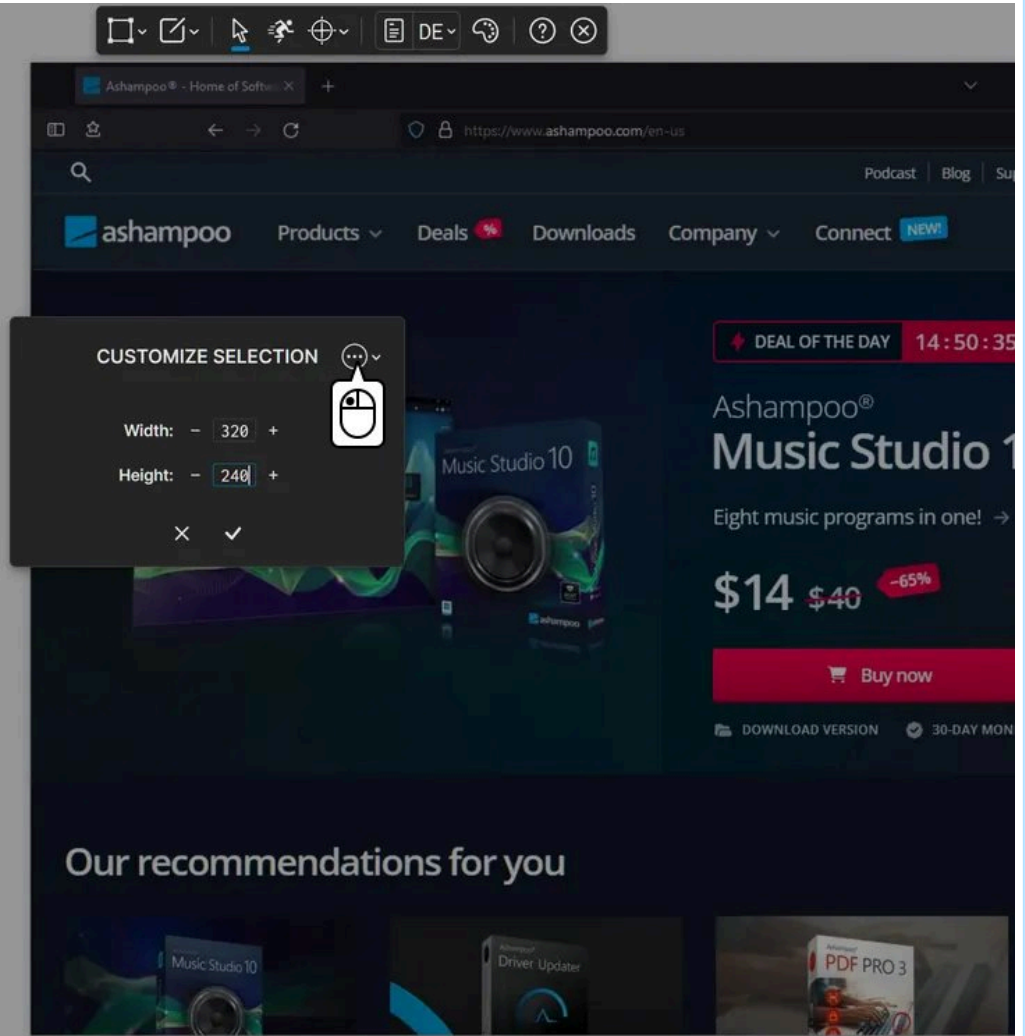 DE
Ashampoo® - Home of Softw
https://www.ashampoo.com/en-us
Podcast Blog Sup
ashampoo Products Deals % Downloads Company Connect NEW!
CUSTOMIZE SELECTION
Width: - 320 +
Height: - 240 +
Music Studio 10
ashampoo
DEAL OF THE DAY 14:50:35
Ashampoo®
Music Studio 1
Eight music programs in one! →
$14 $40 -65%
Buy now
DOWNLOAD VERSION 30-DAY MON
Our recommendations for you
Music Studio 10
Ashampoo®
Driver Updater
Ashampoo®
PDF PRO 3